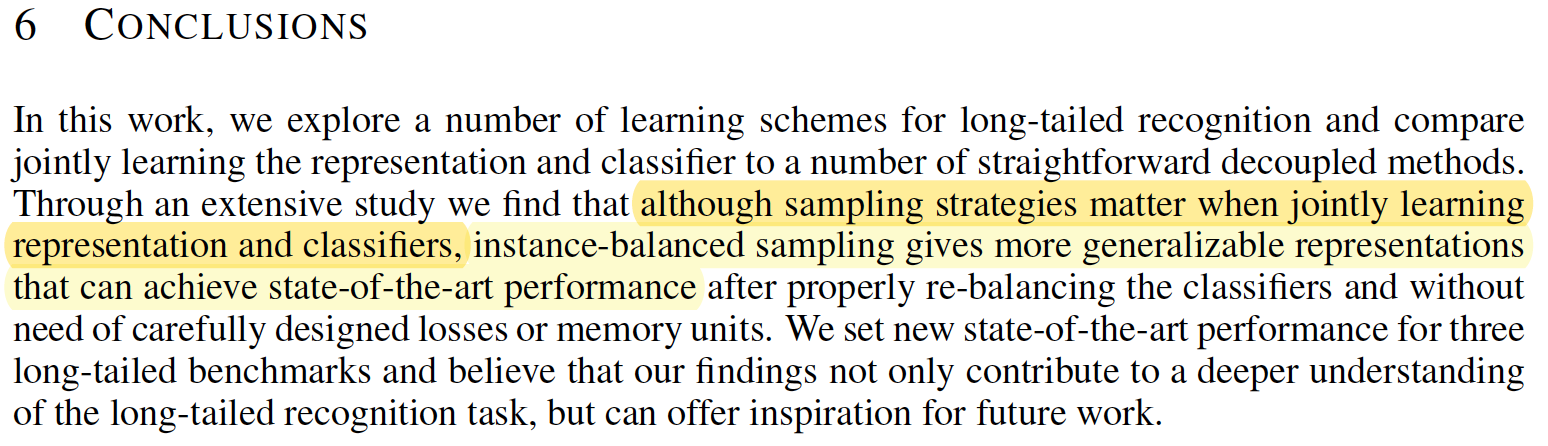 6 CONCLUSIONS
In this work, we explore a number of learning schemes for long-tailed recognition and compare
jointly learning the representation and classifier to a number of straightforward decoupled methods.
Through an extensive study we find that although sampling strategies matter when jointly learning
representation and classifiers, instance-balanced sampling gives more generalizable representations
that can achieve state-of-the-art performance after properly re-balancing the classifiers and without
need of carefully designed losses or memory units. We set new state-of-the-art performance for three
long-tailed benchmarks and believe that our findings not only contribute to a deeper understanding
of the long-tailed recognition task, but can offer inspiration for future work.